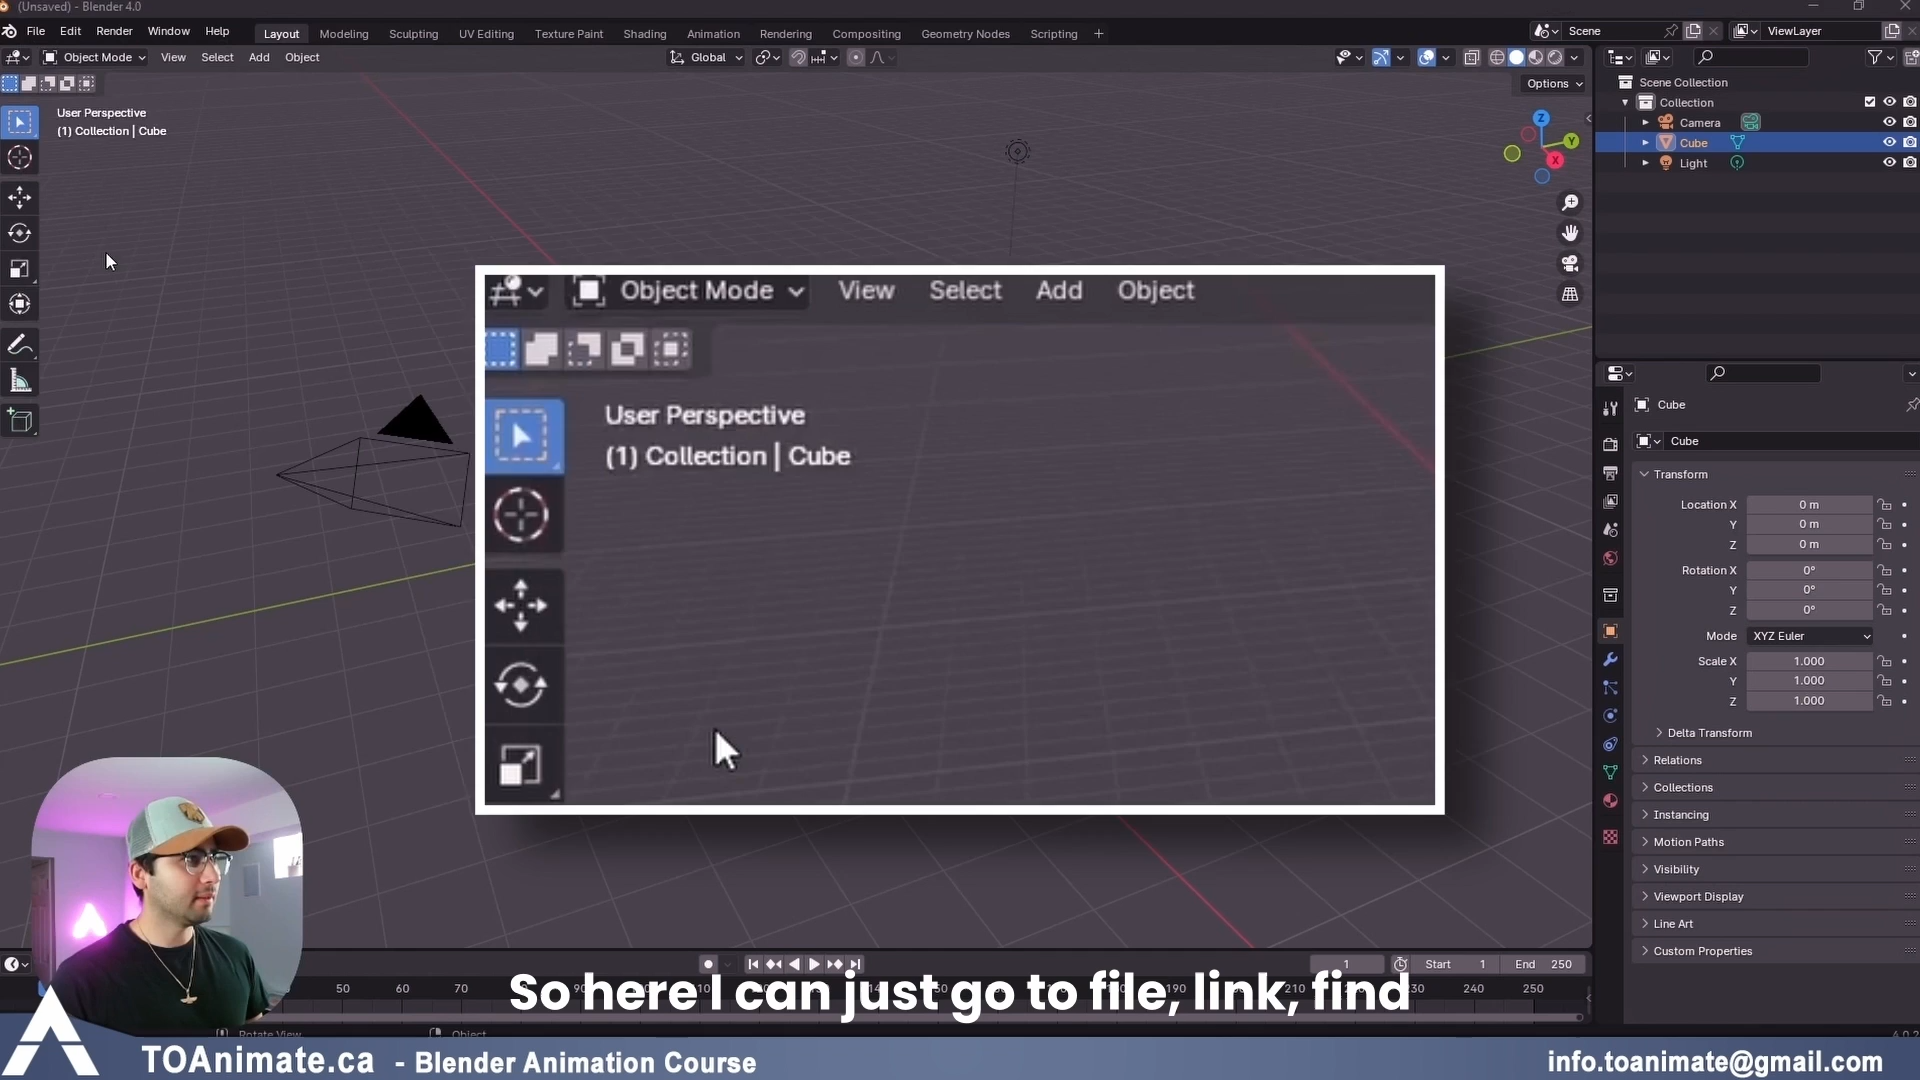 (Unsaved) - Blender 4.0
File Edit Render Window Help Layout Modeling Sculpting UV Editing Texture Paint Shading Animation Rendering Compositing Geometry Nodes Scripting + Scene ViewLayer
Object Mode View Select Add Object Global
Options
User Perspective
(1) Collection | Cube
Z
Y
X
Scene Collection
Collection
Camera
Cube
Light
Object Mode View Select Add Object
User Perspective
(1) Collection | Cube
Cube
Cube
Transform
Location X 0 m
Y 0 m
Z 0 m
Rotation X 0°
Y 0°
Z 0°
Mode XYZ Euler
Scale X 1.000
Y 1.000
Z 1.000
Delta Transform
Relations
Collections
Instancing
Motion Paths
Visibility
Viewport Display
Line Art
Custom Properties
1 Start 1 End 250
50 60 70 230 240 250
So here I can just go to file, link, find
Rotate View Object
TOAnimate.ca - Blender Animation Course
info.toanimate@gmail.com